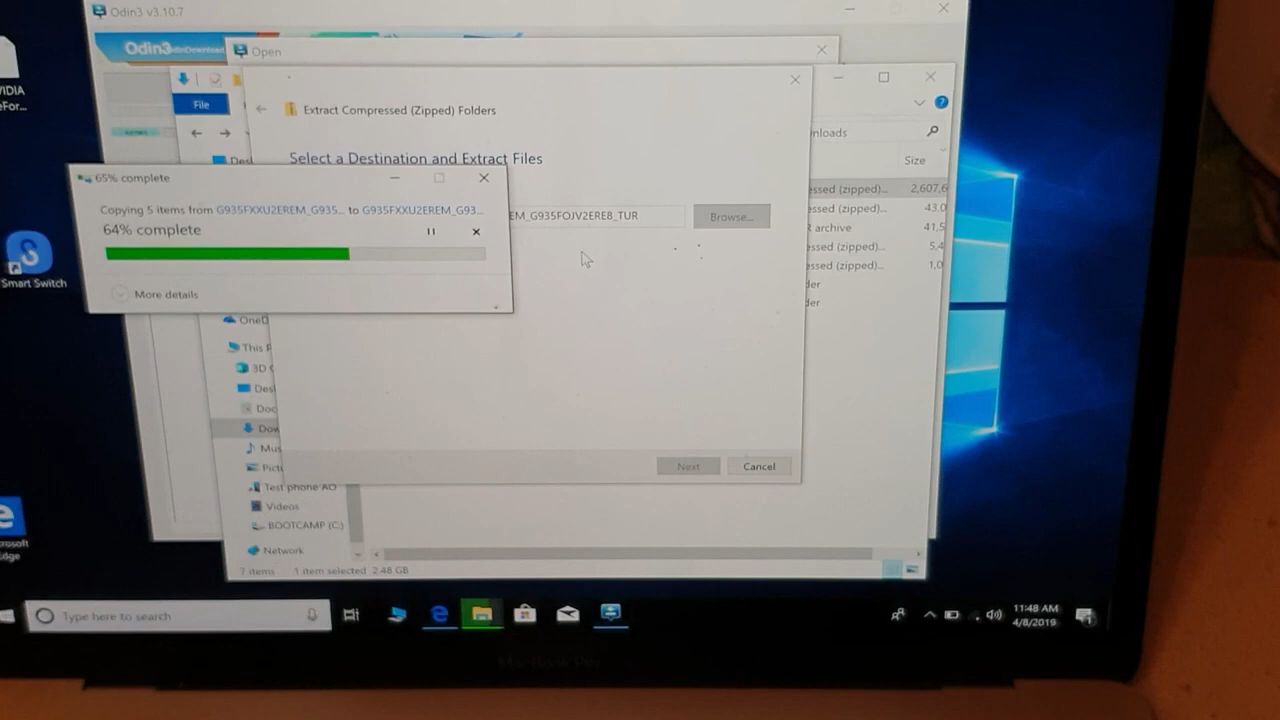 Odin3 v3.10.7
Odin3
Open
VIDIA
eFor...
File
Extract Compressed (Zipped) Folders
nloads
Select a Destination and Extract Files
Size
65% complete
essed (zipped)... 2,607,6
Copying 5 items from G935FXXU2EREM_G935... to G935FXXU2EREM_G93...
essed (zipped)... 43,0
EM_G935FOJV2EREB_TUR
Browse...
64% complete
R archive 41,5
essed (zipped)... 5,4
essed (zipped)... 1,0
der
der
Smart Switch
More details
OneD
This P
3D
Des
Doc
Dow
Mus
Pict
Next
Cancel
Test phone AO
Videos
BOOTCAMP (C:)
Network
crosoft
Edge
7 items 1 item selected 2.48 GB
Type here to search
11:48 AM
4/8/2019
MacBook Pro